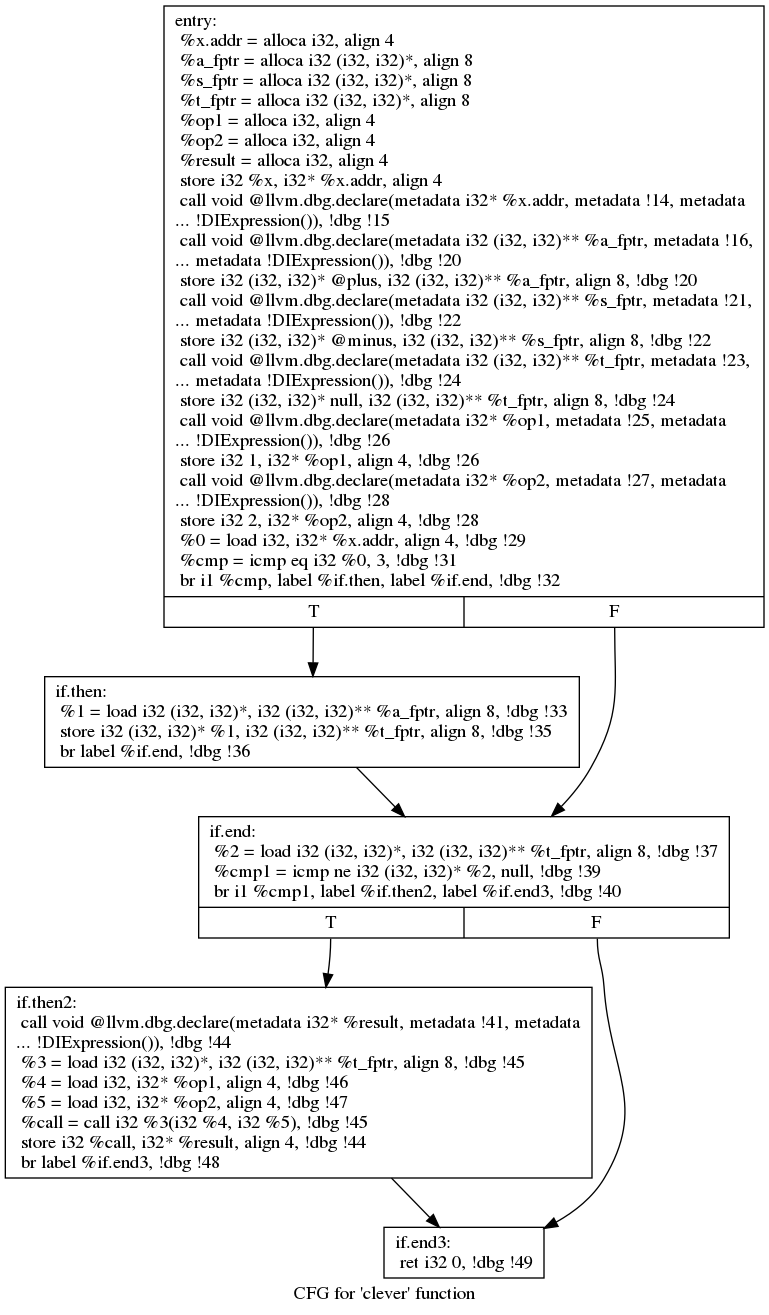 entry:
%x.addr = alloca i32, align 4
%a_fptr = alloca i32 (i32, i32)*, align 8
%s_fptr = alloca i32 (i32, i32)*, align 8
%t_fptr = alloca i32 (i32, i32)*, align 8
%op1 = alloca i32, align 4
%op2 = alloca i32, align 4
%result = alloca i32, align 4
store i32 %x, i32* %x.addr, align 4
call void @llvm.dbg.declare(metadata i32* %x.addr, metadata !14, metadata
... !DIExpression()), !dbg !15
call void @llvm.dbg.declare(metadata i32 (i32, i32)** %a_fptr, metadata !16,
... metadata !DIExpression()), !dbg !20
store i32 (i32, i32)* @plus, i32 (i32, i32)** %a_fptr, align 8, !dbg !20
call void @llvm.dbg.declare(metadata i32 (i32, i32)** %s_fptr, metadata !21,
... metadata !DIExpression()), !dbg !22
store i32 (i32, i32)* @minus, i32 (i32, i32)** %s_fptr, align 8, !dbg !22
call void @llvm.dbg.declare(metadata i32 (i32, i32)** %t_fptr, metadata !23,
... metadata !DIExpression()), !dbg !24
store i32 (i32, i32)* null, i32 (i32, i32)** %t_fptr, align 8, !dbg !24
call void @llvm.dbg.declare(metadata i32* %op1, metadata !25, metadata
... !DIExpression()), !dbg !26
store i32 1, i32* %op1, align 4, !dbg !26
call void @llvm.dbg.declare(metadata i32* %op2, metadata !27, metadata
... !DIExpression()), !dbg !28
store i32 2, i32* %op2, align 4, !dbg !28
%0 = load i32, i32* %x.addr, align 4, !dbg !29
%cmp = icmp eq i32 %0, 3, !dbg !31
br i1 %cmp, label %if.then, label %if.end, !dbg !32
T F
if.then:
%1 = load i32 (i32, i32)*, i32 (i32, i32)** %a_fptr, align 8, !dbg !33
store i32 (i32, i32)* %1, i32 (i32, i32)** %t_fptr, align 8, !dbg !35
br label %if.end, !dbg !36
if.end:
%2 = load i32 (i32, i32)*, i32 (i32, i32)** %t_fptr, align 8, !dbg !37
%cmp1 = icmp ne i32 (i32, i32)* %2, null, !dbg !39
br i1 %cmp1, label %if.then2, label %if.end3, !dbg !40
T F
if.then2:
call void @llvm.dbg.declare(metadata i32* %result, metadata !41, metadata
... !DIExpression()), !dbg !44
%3 = load i32 (i32, i32)*, i32 (i32, i32)** %t_fptr, align 8, !dbg !45
%4 = load i32, i32* %op1, align 4, !dbg !46
%5 = load i32, i32* %op2, align 4, !dbg !47
%call = call i32 %3(i32 %4, i32 %5), !dbg !45
store i32 %call, i32* %result, align 4, !dbg !44
br label %if.end3, !dbg !48
if.end3:
ret i32 0, !dbg !49
CFG for 'clever' function